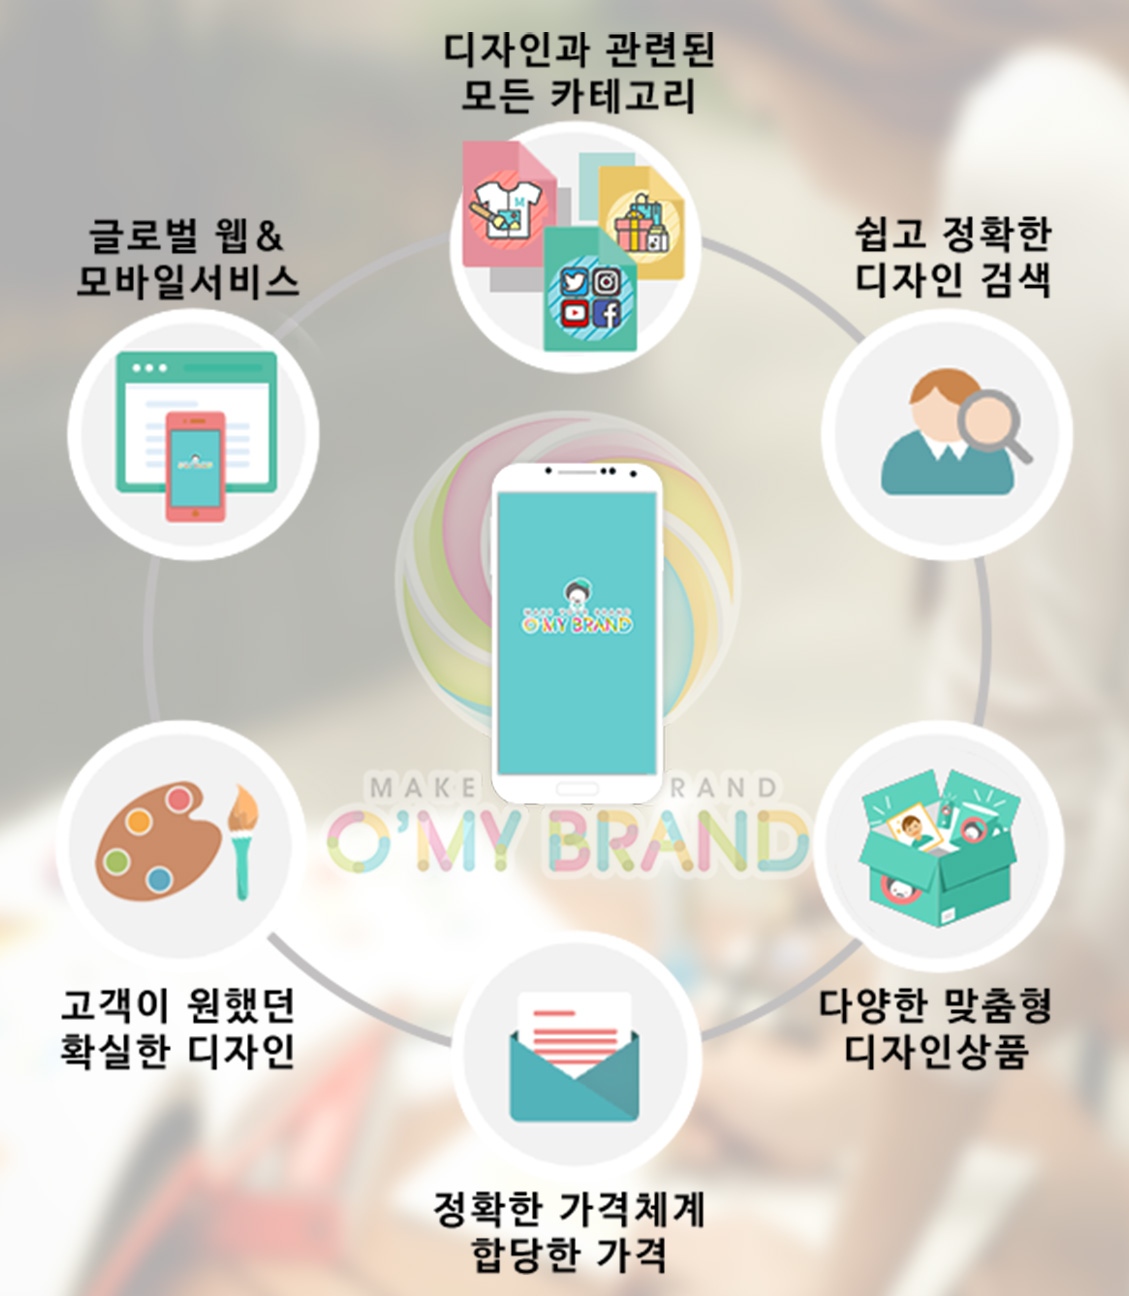 디자인과 관련된
모든 카테고리
글로벌 웹&
모바일서비스
쉽고 정확한
디자인 검색
M
O'MY BRAND
MAKE RAND
O'MY BRAND
고객이 원했던
확실한 디자인
다양한 맞춤형
디자인상품
정확한 가격체계
합당한 가격